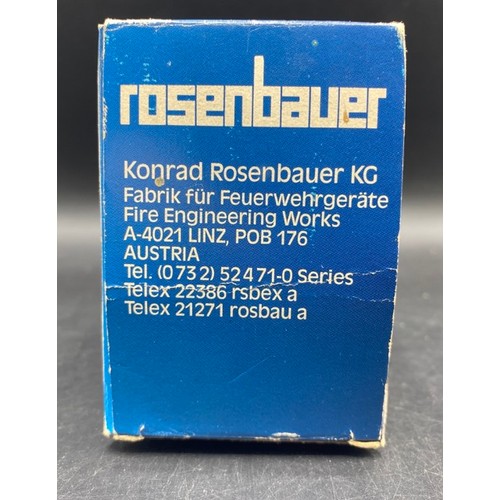 rosenbauer
Konrad Rosenbauer KG
Fabrik für Feuerwehrgeräte
Fire Engineering Works
A-4021 LINZ, POB 176
AUSTRIA
Tel. (0732) 52471-0 Series
Telex 22386 rsbex a
Telex 21271 rosbau a